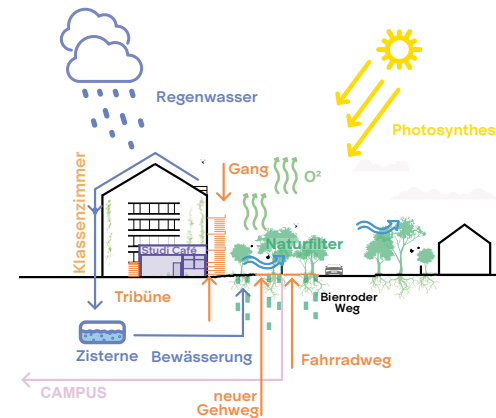 Regenwasser
Photosynthes
Klassenzimmer
Gang
O²
Studi Café
Naturfilter
Tribüne
Bienroder
Weg
Zisterne
Bewässerung
Fahrradweg
CAMPUS
neuer
Gehweg